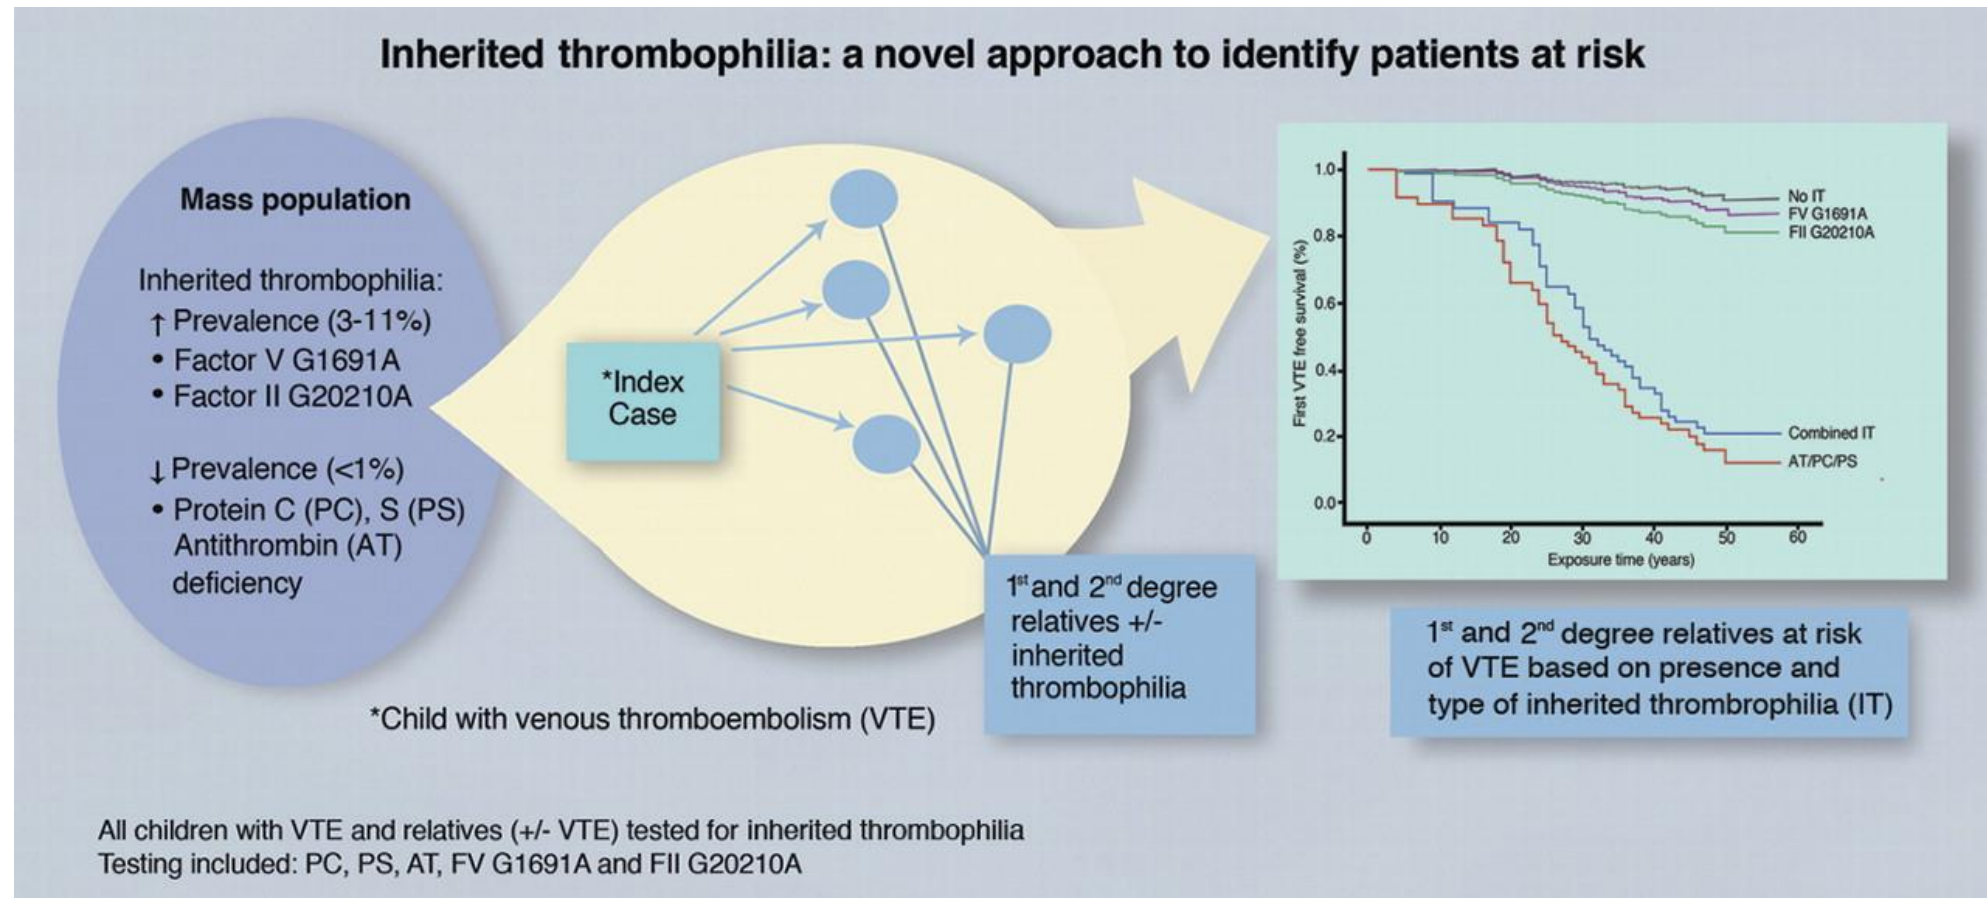 Inherited thrombophilia: a novel approach to identify patients at risk
Mass population
Inherited thrombophilia:
↑ Prevalence (3-11%)
• Factor V G1691A
• Factor II G20210A
↓ Prevalence (<1%)
• Protein C (PC), S (PS)
Antithrombin (AT)
deficiency
*Index
Case
1st and 2nd degree
relatives +/-
inherited
thrombophilia
*Child with venous thromboembolism (VTE)
First VTE free survival (%)
1.0
0.8
0.6
0.4
0.2
0.0
No IT
FV G1691A
FII G20210A
Combined IT
AT/PC/PS
0 10 20 30 40 50 60
Exposure time (years)
1st and 2nd degree relatives at risk
of VTE based on presence and
type of inherited thrombrophilia (IT)
All children with VTE and relatives (+/- VTE) tested for inherited thrombophilia
Testing included: PC, PS, AT, FV G1691A and FII G20210A